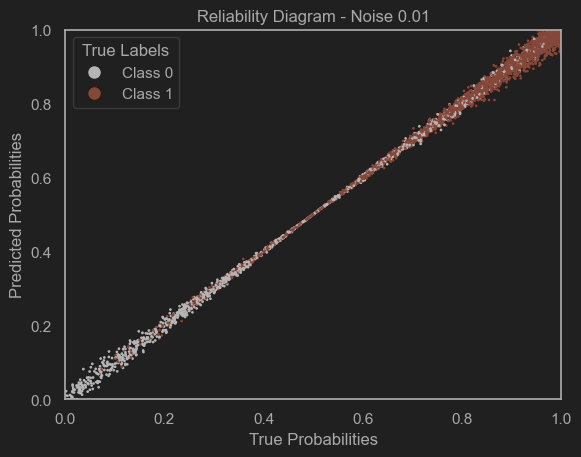 Reliability Diagram - Noise 0.01
True Labels
Class 0
Class 1
Predicted Probabilities
1.0
0.8
0.6
0.4
0.2
0.0
0.0 0.2 0.4 0.6 0.8 1.0
True Probabilities